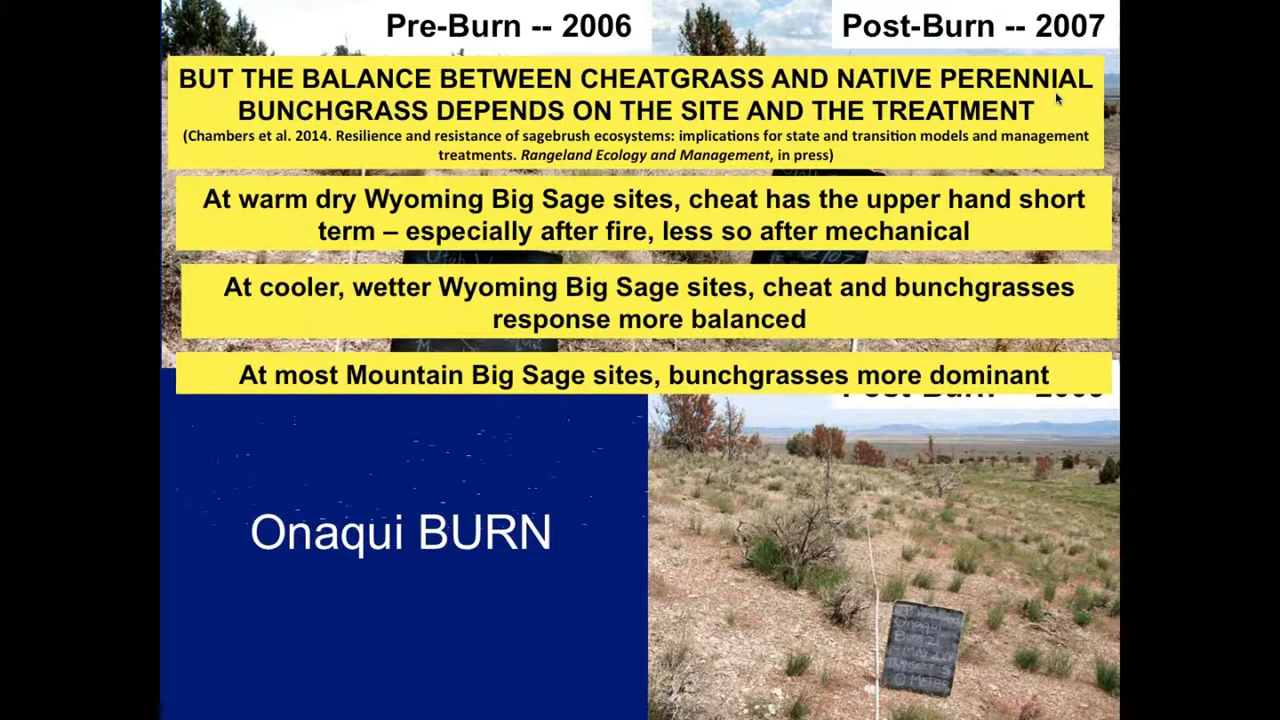 Pre-Burn -- 2006
Post-Burn -- 2007
BUT THE BALANCE BETWEEN CHEATGRASS AND NATIVE PERENNIAL
BUNCHGRASS DEPENDS ON THE SITE AND THE TREATMENT
(Chambers et al. 2014. Resilience and resistance of sagebrush ecosystems: implications for state and transition models and management
treatments. Rangeland Ecology and Management, in press)
At warm dry Wyoming Big Sage sites, cheat has the upper hand short
term – especially after fire, less so after mechanical
At cooler, wetter Wyoming Big Sage sites, cheat and bunchgrasses
response more balanced
At most Mountain Big Sage sites, bunchgrasses more dominant
Onaqui BURN
Onaqui
0 METER